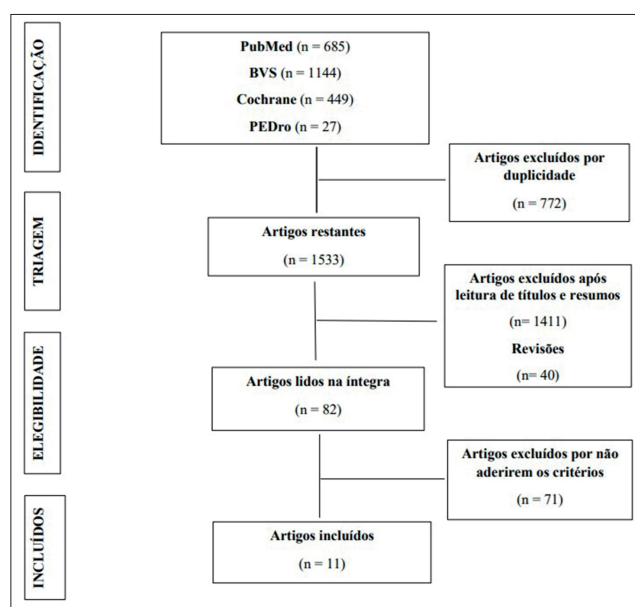 IDENTIFICAÇÃO
PubMed (n = 685)
BVS (n = 1144)
Cochrane (n = 449)
PEDro (n = 27)
Artigos excluídos por
duplicidade
(n = 772)
TRIAGEM
Artigos restantes
(n = 1533)
Artigos excluídos após
leitura de títulos e resumos
(n= 1411)
Revisões
(n= 40)
ELEGIBILIDADE
Artigos lidos na íntegra
(n = 82)
Artigos excluídos por não
aderirem os critérios
(n = 71)
INCLUÍDOS
Artigos incluídos
(n = 11)